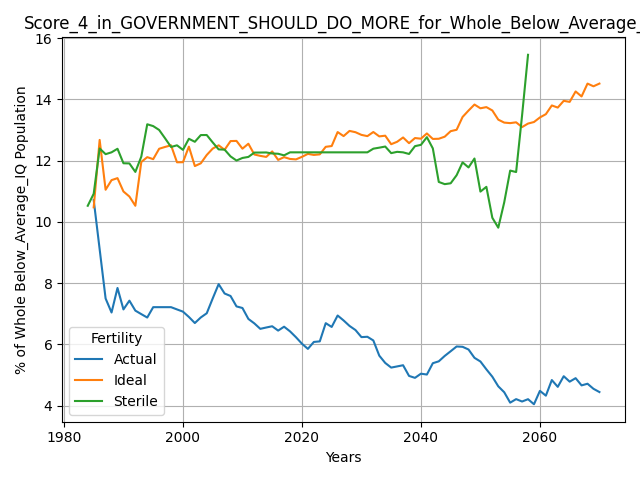 Score_4_in_GOVERNMENT_SHOULD_DO_MORE_for_Whole_Below_Average_
% of Whole Below_Average_IQ Population
16
14
12
10
8
6
4
Fertility
Actual
Ideal
Sterile
1980 2000 2020 2040 2060
Years